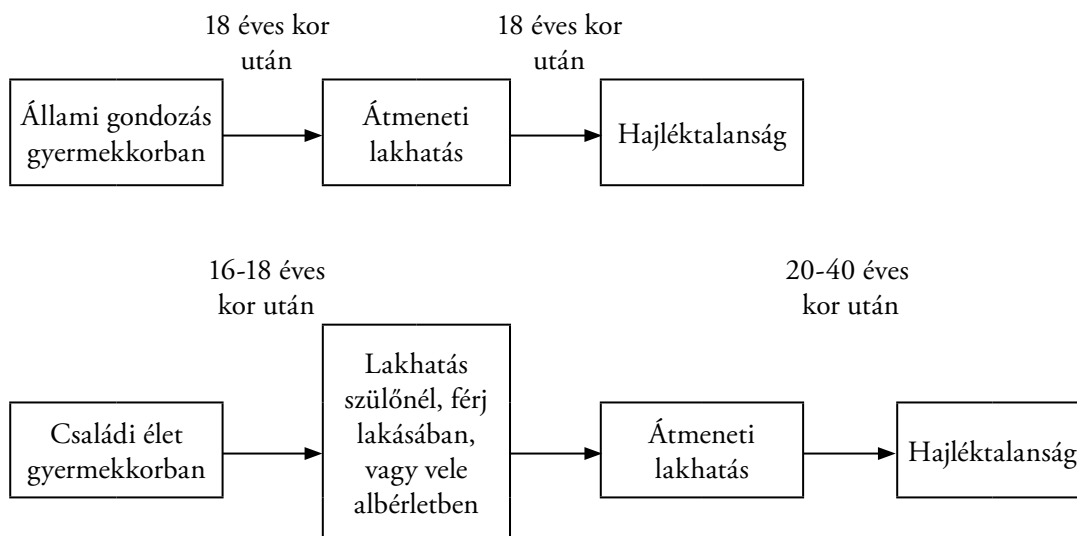 18 éves kor
után
18 éves kor
után
Állami gondozás
gyermekkorban
Átmeneti
lakhatás
Hajléktalanság
16-18 éves
kor után
20-40 éves
kor után
Családi élet
gyermekkorban
Lakhatás
szülőnél, férj
lakásában,
vagy vele
albérletben
Átmeneti
lakhatás
Hajléktalanság